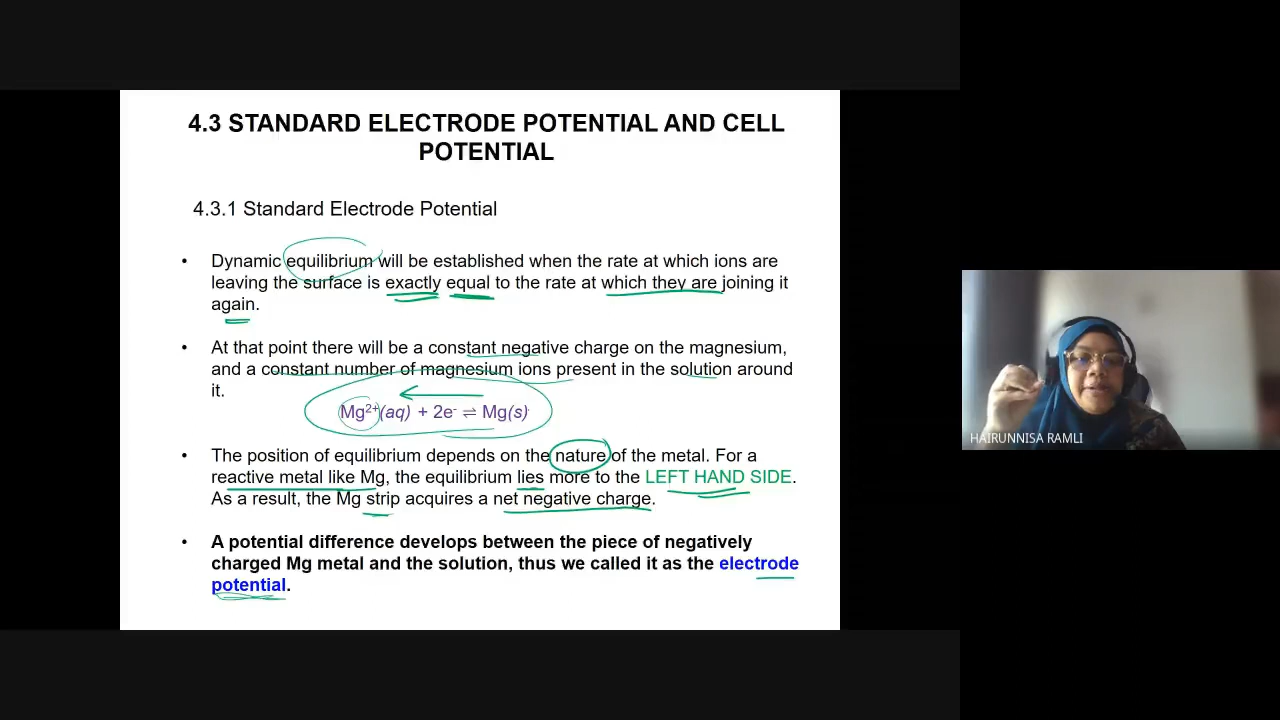 4.3 STANDARD ELECTRODE POTENTIAL AND CELL
POTENTIAL
4.3.1 Standard Electrode Potential
• Dynamic equilibrium will be established when the rate at which ions are
leaving the surface is exactly equal to the rate at which they are joining it
again.
• At that point there will be a constant negative charge on the magnesium,
and a constant number of magnesium ions present in the solution around
it.
Mg²⁺(aq) + 2e⁻ ⇌ Mg(s)
• The position of equilibrium depends on the nature of the metal. For a
reactive metal like Mg, the equilibrium lies more to the LEFT HAND SIDE.
As a result, the Mg strip acquires a net negative charge.
• A potential difference develops between the piece of negatively
charged Mg metal and the solution, thus we called it as the electrode
potential.
HAIRUNNISA RAMLI